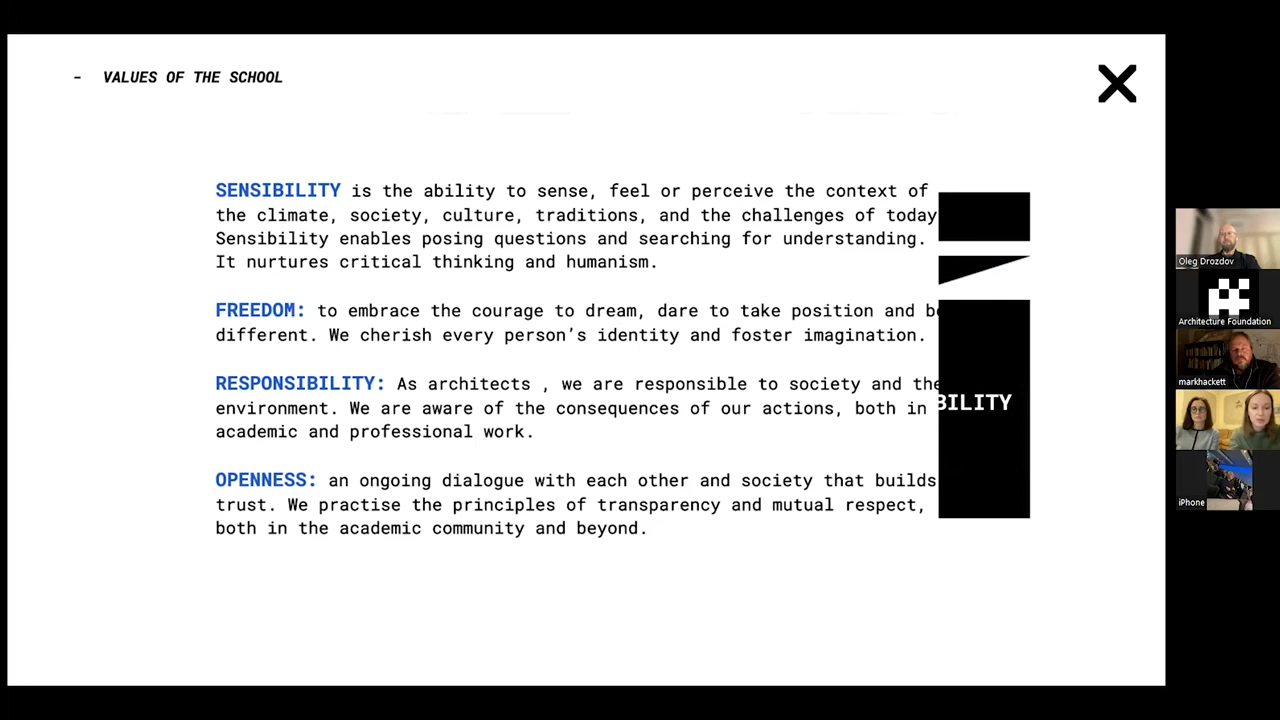 - VALUES OF THE SCHOOL
SENSIBILITY is the ability to sense, feel or perceive the context of
the climate, society, culture, traditions, and the challenges of today
Sensibility enables posing questions and searching for understanding.
It nurtures critical thinking and humanism.
FREEDOM: to embrace the courage to dream, dare to take position and be
different. We cherish every person’s identity and foster imagination.
RESPONSIBILITY: As architects , we are responsible to society and the
environment. We are aware of the consequences of our actions, both in
academic and professional work.
BILITY
OPENNESS: an ongoing dialogue with each other and society that builds
trust. We practise the principles of transparency and mutual respect,
both in the academic community and beyond.
Oleg Drozdov
Architecture Foundation
markhackett
iPhone